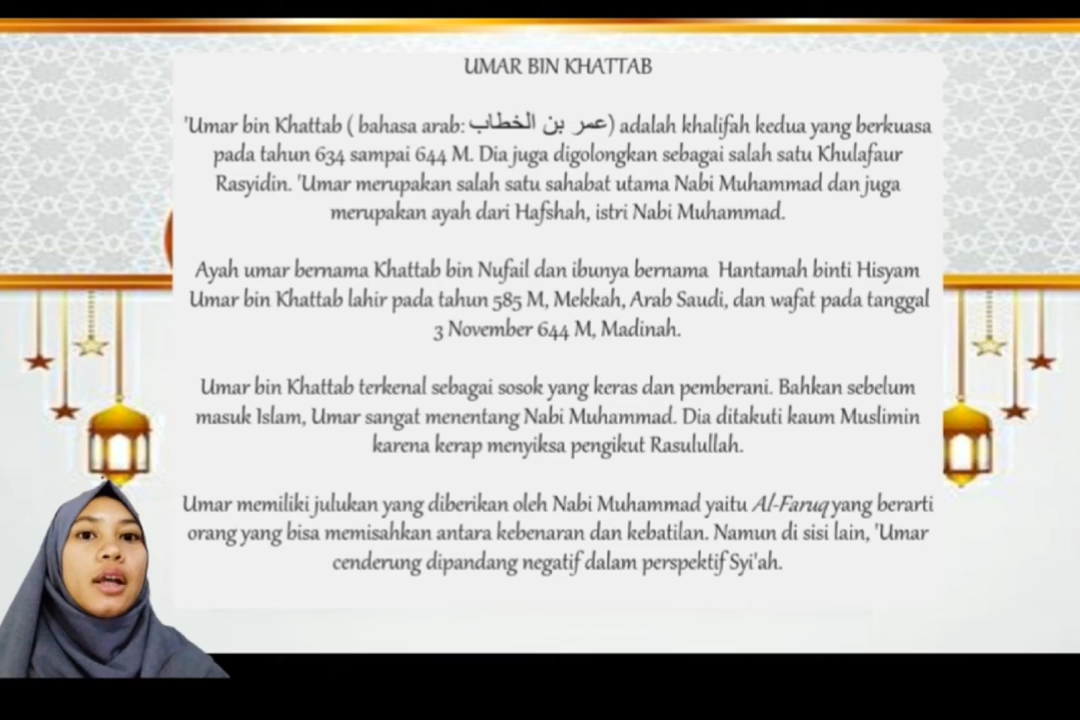 UMAR BIN KHATTAB
'Umar bin Khattab ( bahasa arab: عمر بن الخطاب) adalah khalifah kedua yang berkuasa
pada tahun 634 sampai 644 M. Dia juga digolongkan sebagai salah satu Khulafaur
Rasyidin. 'Umar merupakan salah satu sahabat utama Nabi Muhammad dan juga
merupakan ayah dari Hafshah, istri Nabi Muhammad.
Ayah umar bernama Khattab bin Nufail dan ibunya bernama Hantamah binti Hisyam
Umar bin Khattab lahir pada tahun 585 M, Mekkah, Arab Saudi, dan wafat pada tanggal
3 November 644 M, Madinah.
Umar bin Khattab terkenal sebagai sosok yang keras dan pemberani. Bahkan sebelum
masuk Islam, Umar sangat menentang Nabi Muhammad. Dia ditakuti kaum Muslimin
karena kerap menyiksa pengikut Rasulullah.
Umar memiliki julukan yang diberikan oleh Nabi Muhammad yaitu Al-Faruq yang berarti
orang yang bisa memisahkan antara kebenaran dan kebatilan. Namun di sisi lain, 'Umar
cenderung dipandang negatif dalam perspektif Syi'ah.